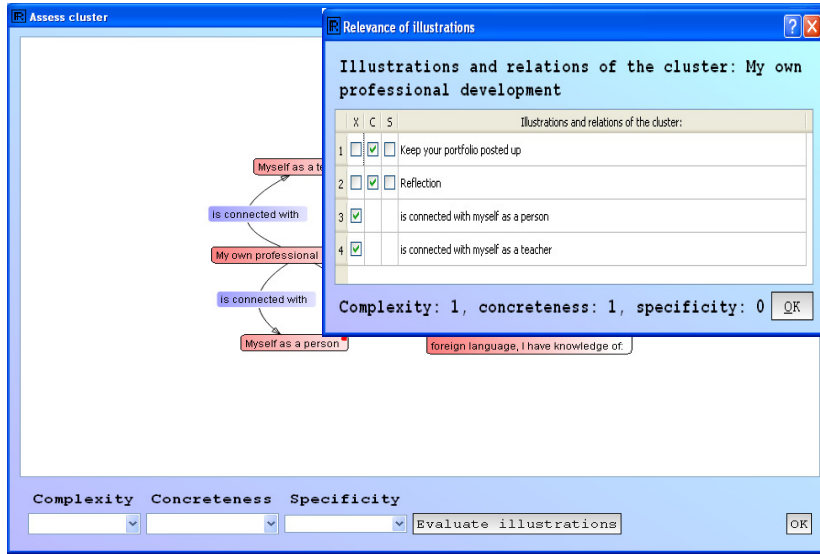 Assess cluster
Relevance of illustrations
Illustrations and relations of the cluster: My own
professional development
X C S Illustrations and relations of the cluster:
1 Keep your portfolio posted up
2 Reflection
3 is connected with myself as a person
4 is connected with myself as a teacher
Complexity: 1, concreteness: 1, specificity: 0 OK
Myself as a te
is connected with
My own professional
is connected with
Myself as a person
foreign language, I have knowledge of:
Complexity Concreteness Specificity
Evaluate illustrations OK